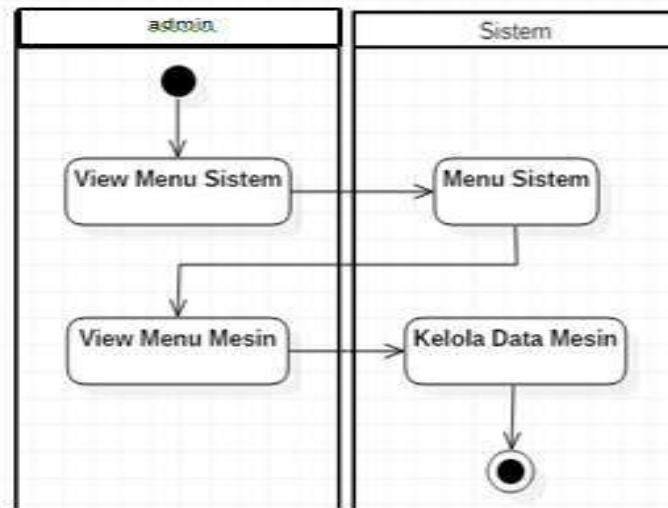 admin
Sistem
View Menu Sistem
Menu Sistem
View Menu Mesin
Kelola Data Mesin